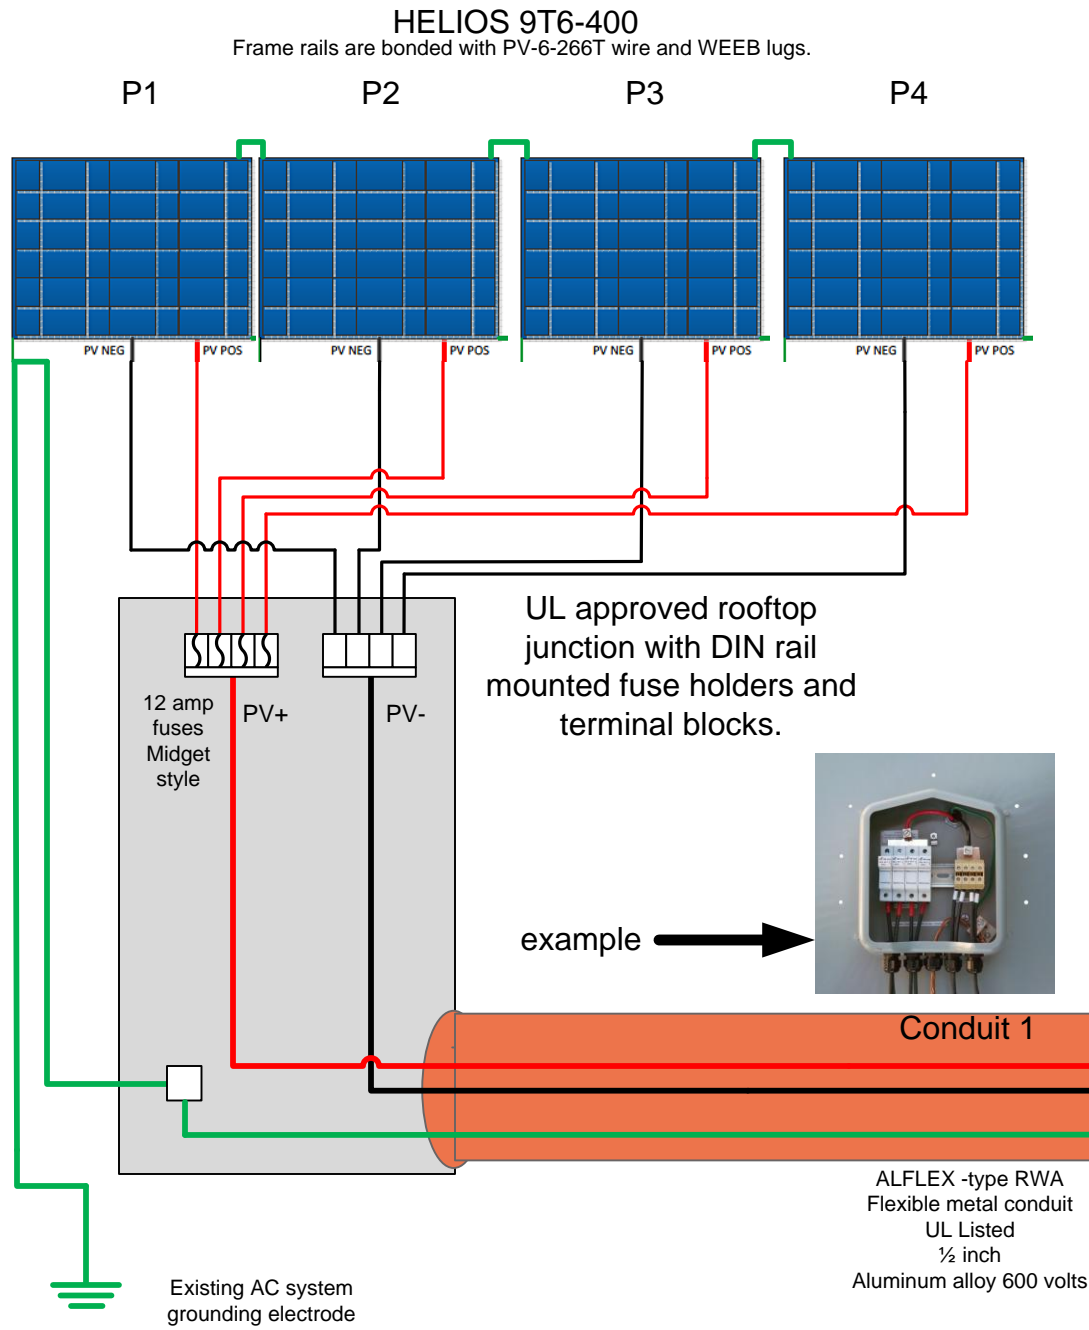 HELIOS 9T6-400
Frame rails are bonded with PV-6-266T wire and WEEB lugs.
P1
P2
P3
P4
PV NEG
PV POS
PV NEG
PV POS
PV NEG
PV POS
PV NEG
PV POS
UL approved rooftop
junction with DIN rail
mounted fuse holders and
terminal blocks.
12 amp
fuses
Midget
style
PV+
PV-
example
Conduit 1
ALFLEX -type RWA
Flexible metal conduit
UL Listed
½ inch
Aluminum alloy 600 volts
Existing AC system
grounding electrode